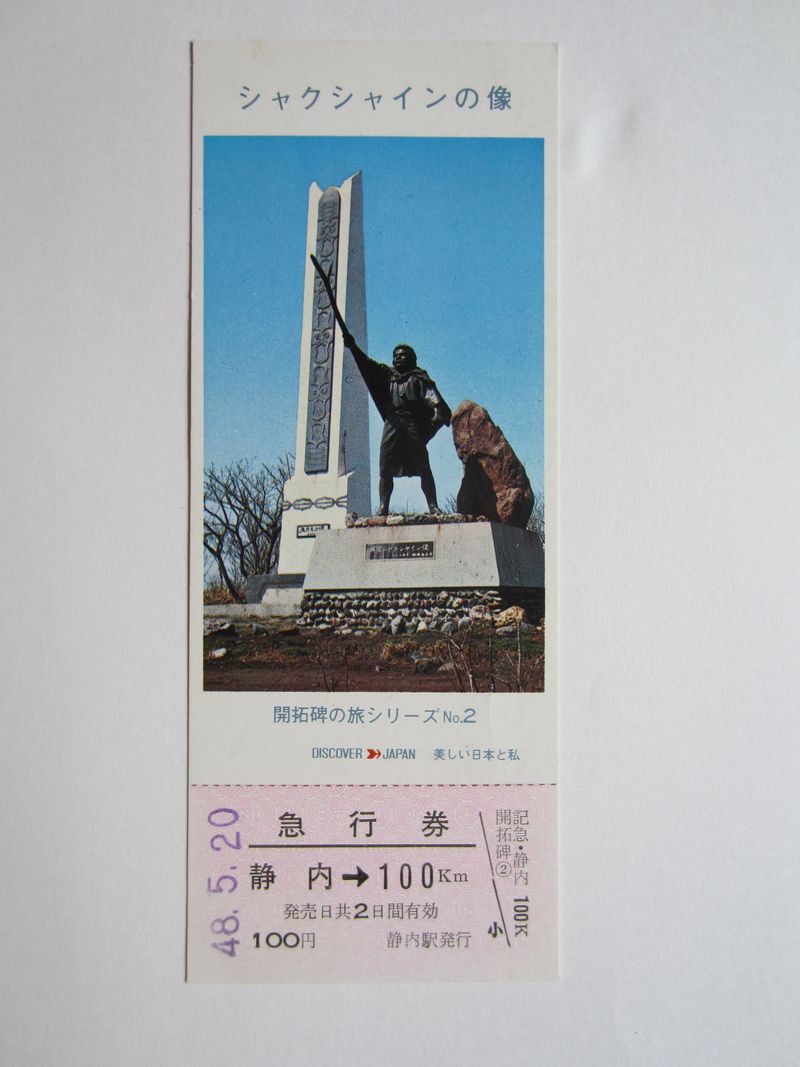 シャクシャインの像
開拓碑の旅シリーズNo.2
DISCOVER JAPAN 美しい日本と私
急行券
静内➔100Km
発売日共2日間有効
100円 静内駅発行
48.5.20
記急・静内 100K
開拓碑② 小